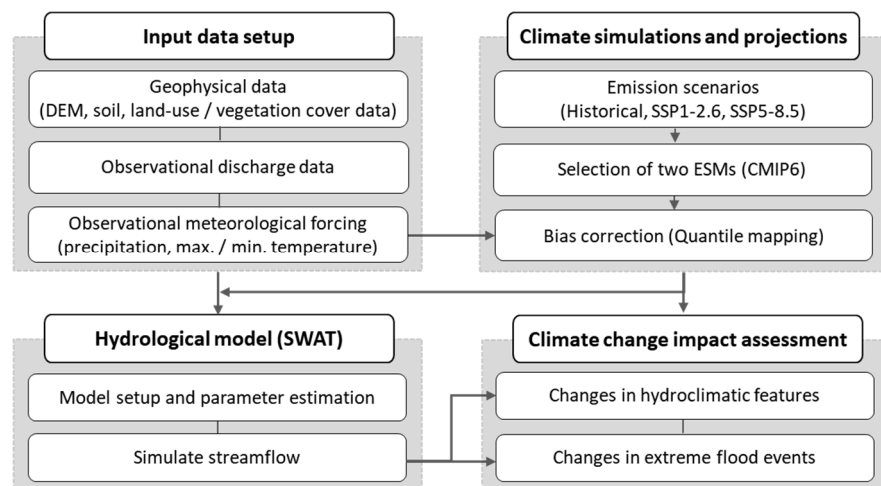 Input data setup
Geophysical data
(DEM, soil, land-use / vegetation cover data)
Observational discharge data
Observational meteorological forcing
(precipitation, max. / min. temperature)
Climate simulations and projections
Emission scenarios
(Historical, SSP1-2.6, SSP5-8.5)
Selection of two ESMs (CMIP6)
Bias correction (Quantile mapping)
Hydrological model (SWAT)
Model setup and parameter estimation
Simulate streamflow
Climate change impact assessment
Changes in hydroclimatic features
Changes in extreme flood events